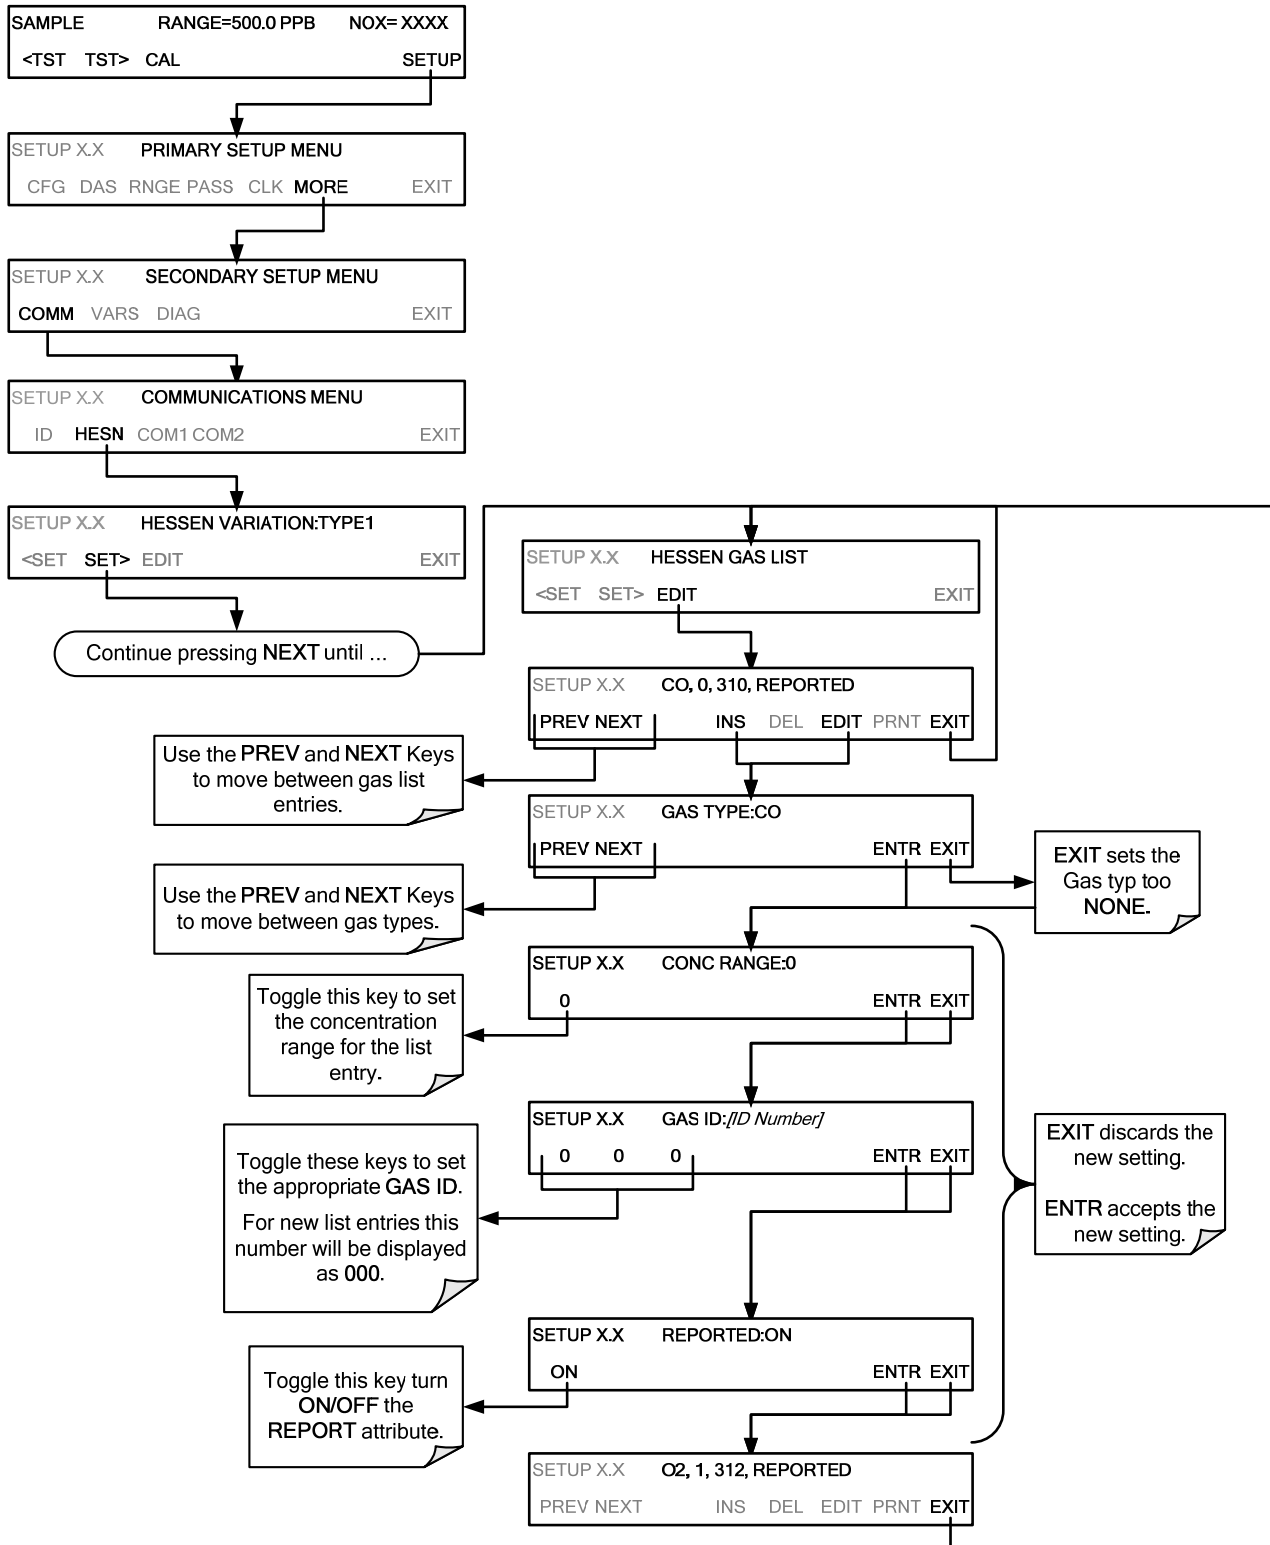 SAMPLE RANGE=500.0 PPB NOX= XXXX
<TST TST> CAL SETUP
SETUP X.X PRIMARY SETUP MENU
CFG DAS RNGE PASS CLK MORE EXIT
SETUP X.X SECONDARY SETUP MENU
COMM VARS DIAG EXIT
SETUP X.X COMMUNICATIONS MENU
ID HESN COM1 COM2 EXIT
SETUP X.X HESSEN VARIATION:TYPE1
<SET SET> EDIT EXIT
Continue pressing NEXT until ...
SETUP X.X HESSEN GAS LIST
<SET SET> EDIT EXIT
SETUP X.X CO, 0, 310, REPORTED
PREV NEXT INS DEL EDIT PRNT EXIT
Use the PREV and NEXT Keys
to move between gas list
entries.
SETUP X.X GAS TYPE:CO
PREV NEXT ENTR EXIT
EXIT sets the
Gas typ too
NONE.
Use the PREV and NEXT Keys
to move between gas types.
SETUP X.X CONC RANGE:0
0 ENTR EXIT
Toggle this key to set
the concentration
range for the list
entry.
SETUP X.X GAS ID:[ID Number]
0 0 0 ENTR EXIT
Toggle these keys to set
the appropriate GAS ID.
For new list entries this
number will be displayed
as 000.
EXIT discards the
new setting.
ENTR accepts the
new setting.
SETUP X.X REPORTED:ON
ON ENTR EXIT
Toggle this key turn
ON/OFF the
REPORT attribute.
SETUP X.X O2, 1, 312, REPORTED
PREV NEXT INS DEL EDIT PRNT EXIT